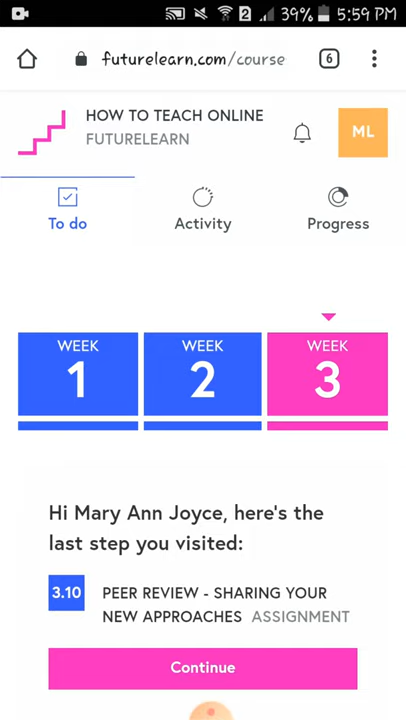 2 39% 5:59 PM
futurelearn.com/course 6
HOW TO TEACH ONLINE
FUTURELEARN
ML
To do Activity Progress
WEEK WEEK WEEK
1 2 3
Hi Mary Ann Joyce, here's the
last step you visited:
3.10 PEER REVIEW - SHARING YOUR
NEW APPROACHES ASSIGNMENT
Continue